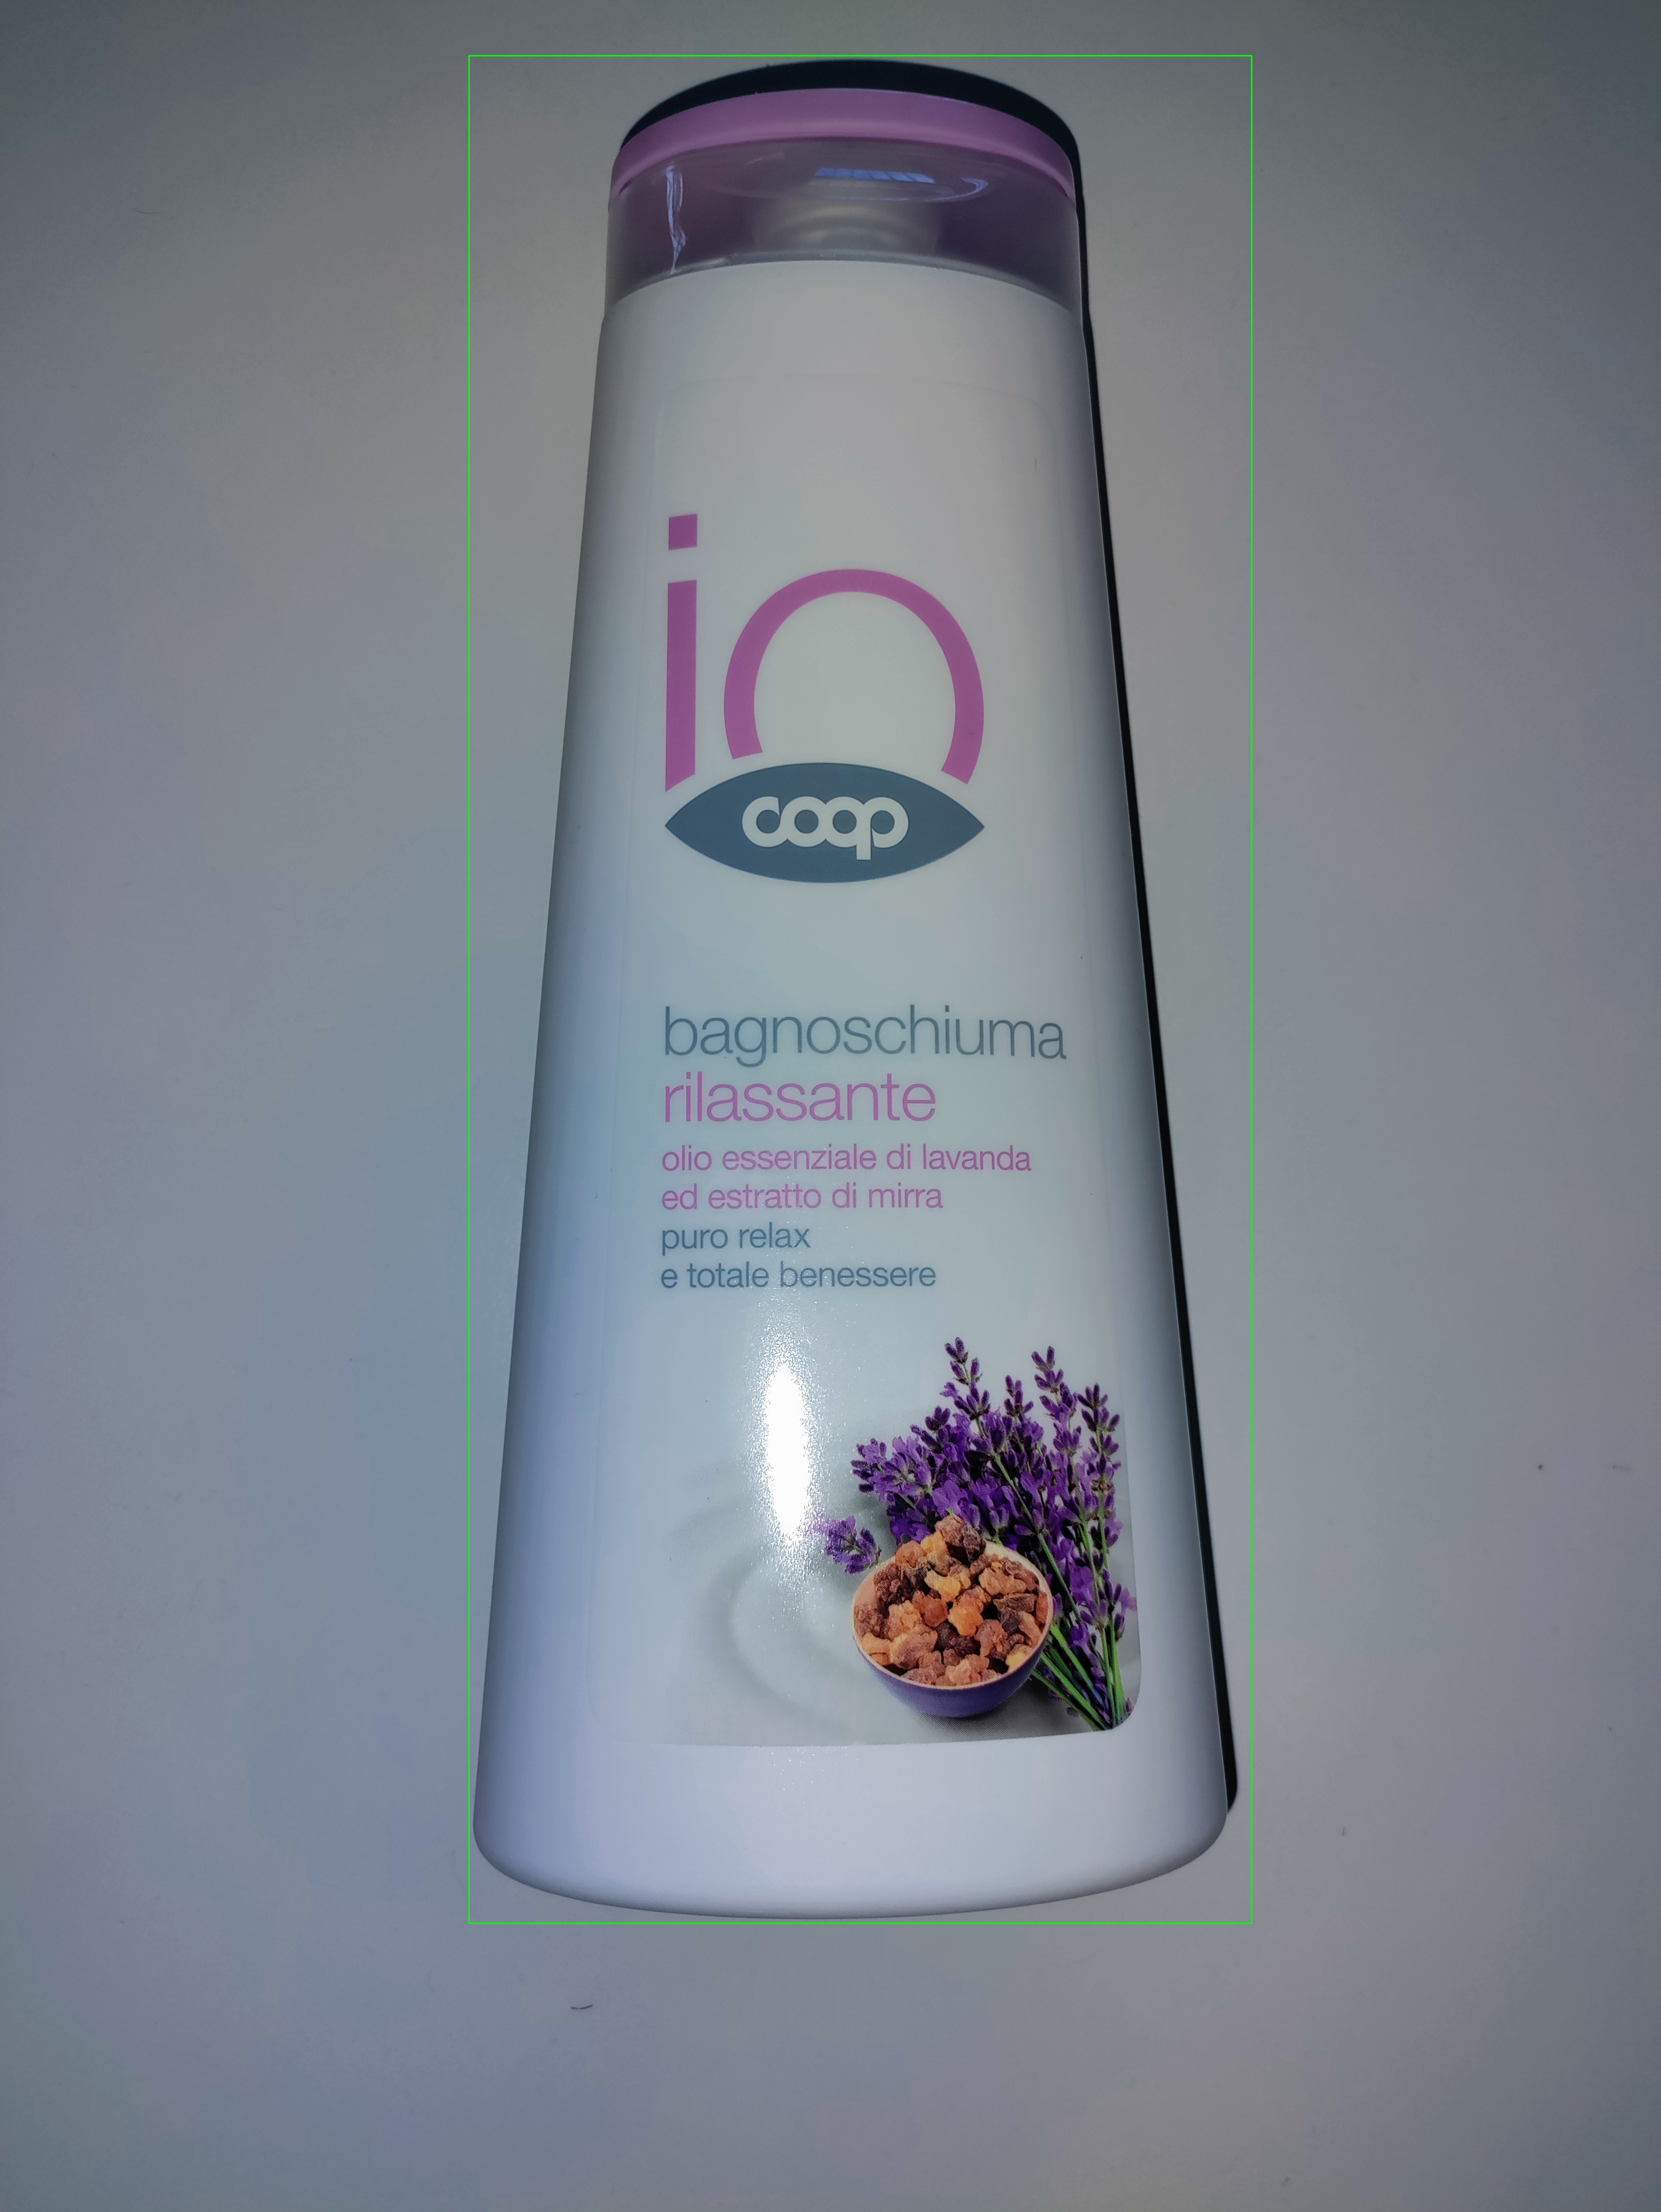 io
coop
bagnoschiuma
rilassante
olio essenziale di lavanda
ed estratto di mirra
puro relax
e totale benessere